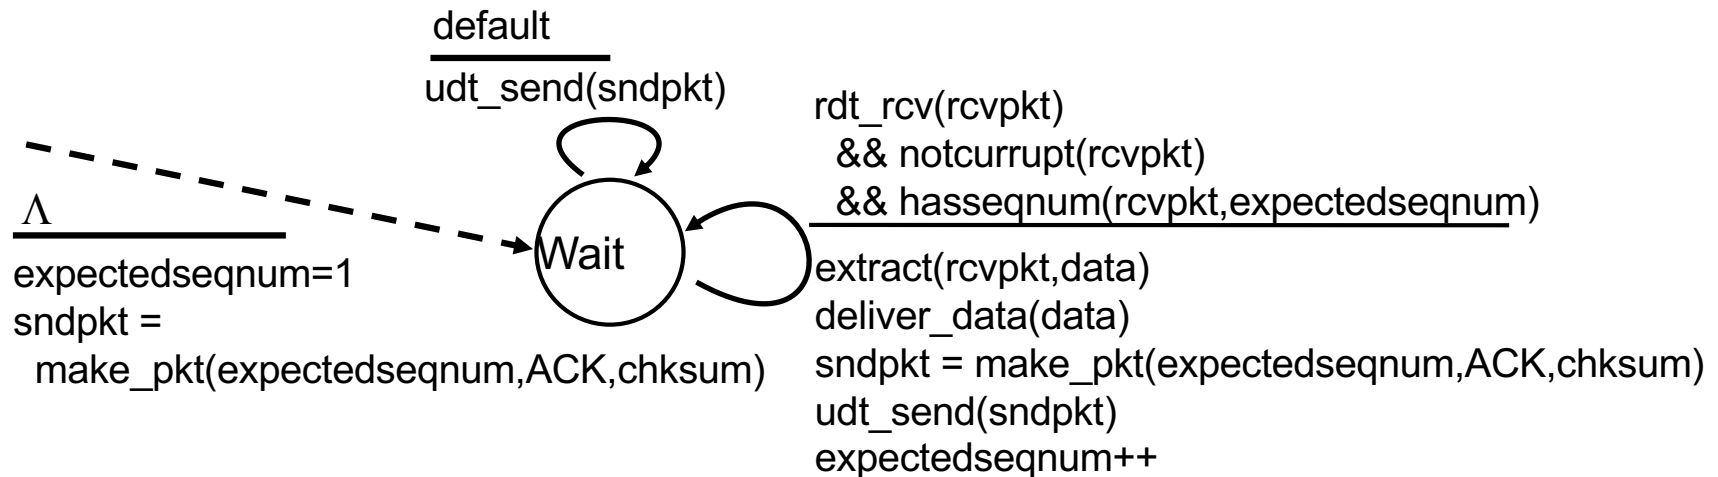 default
udt_send(sndpkt)
rdt_rcv(rcvpkt)
&& notcurrupt(rcvpkt)
&& hasseqnum(rcvpkt,expectedseqnum)
Λ
expectedseqnum=1
sndpkt =
make_pkt(expectedseqnum,ACK,chksum)
Wait
extract(rcvpkt,data)
deliver_data(data)
sndpkt = make_pkt(expectedseqnum,ACK,chksum)
udt_send(sndpkt)
expectedseqnum++